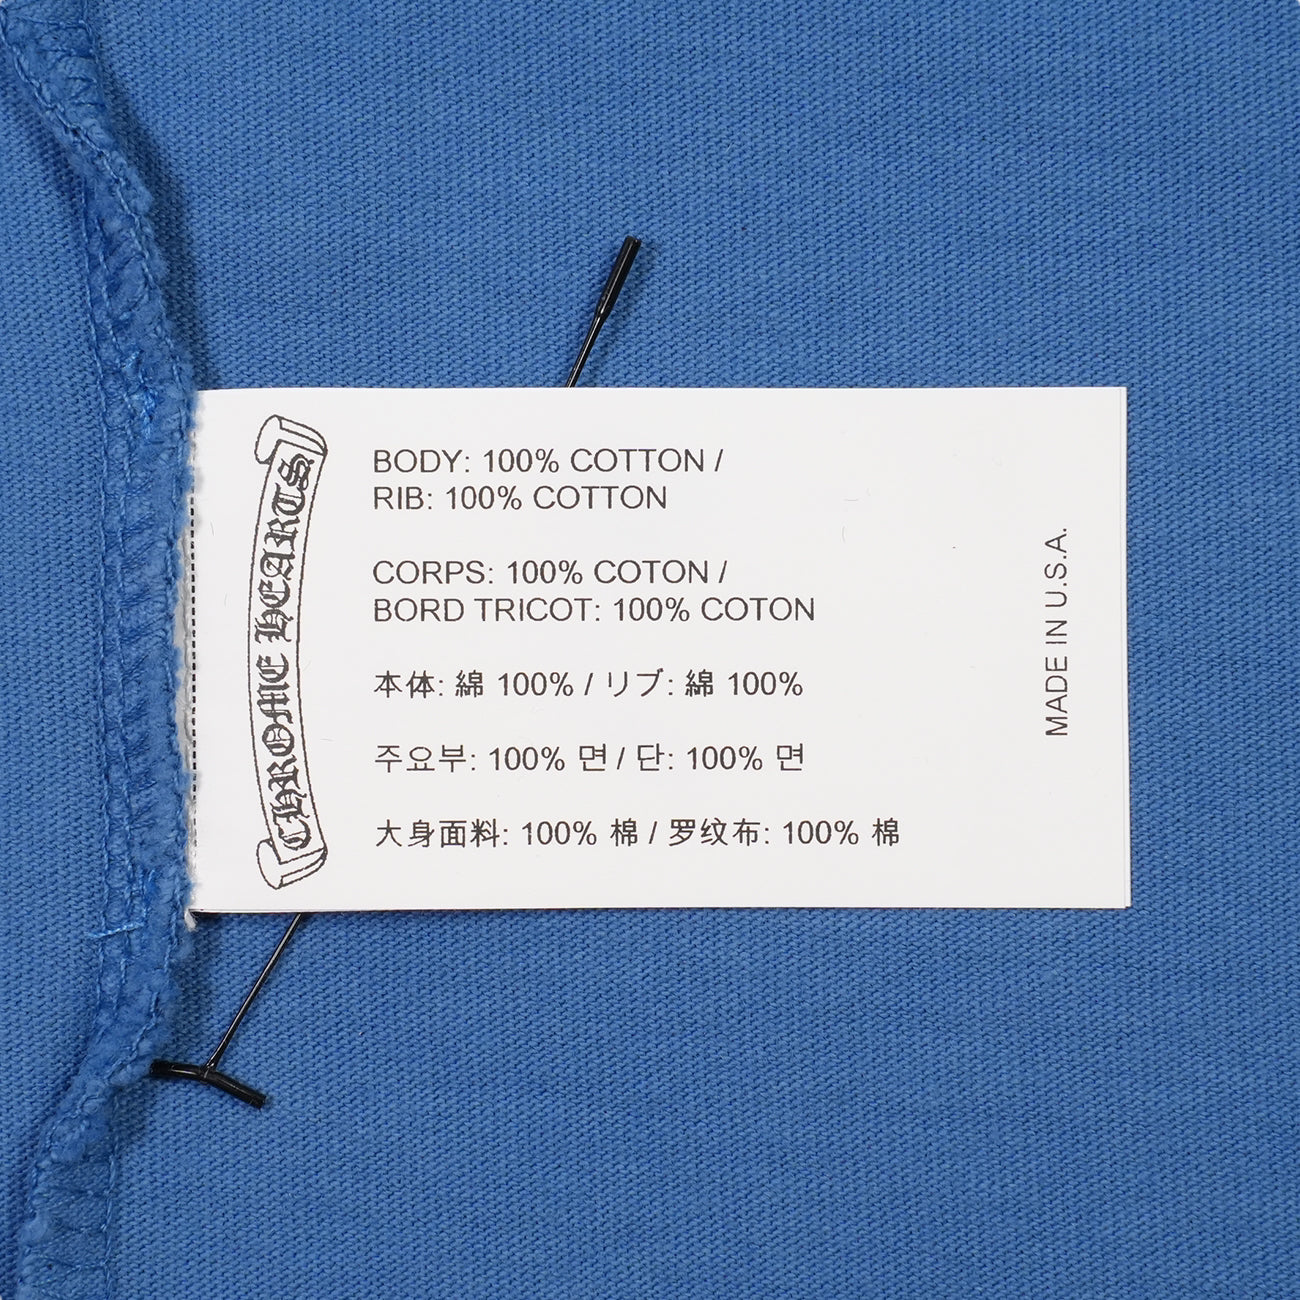 CHROME HEARTS
BODY: 100% COTTON /
RIB: 100% COTTON
CORPS: 100% COTON /
BORD TRICOT: 100% COTON
本体: 綿 100% / リブ: 綿 100%
주요부: 100% 면 / 단: 100% 면
大身面料: 100% 棉 / 罗纹布: 100% 棉
MADE IN U.S.A.